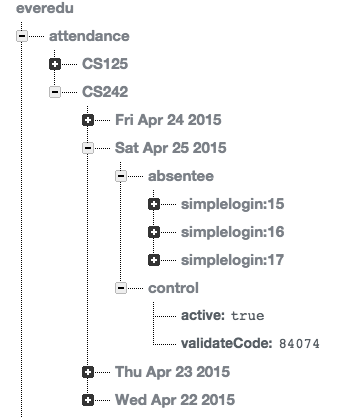 everedu
attendance
CS125
CS242
Fri Apr 24 2015
Sat Apr 25 2015
absentee
simplelogin:15
simplelogin:16
simplelogin:17
control
active: true
validateCode: 84074
Thu Apr 23 2015
Wed Apr 22 2015